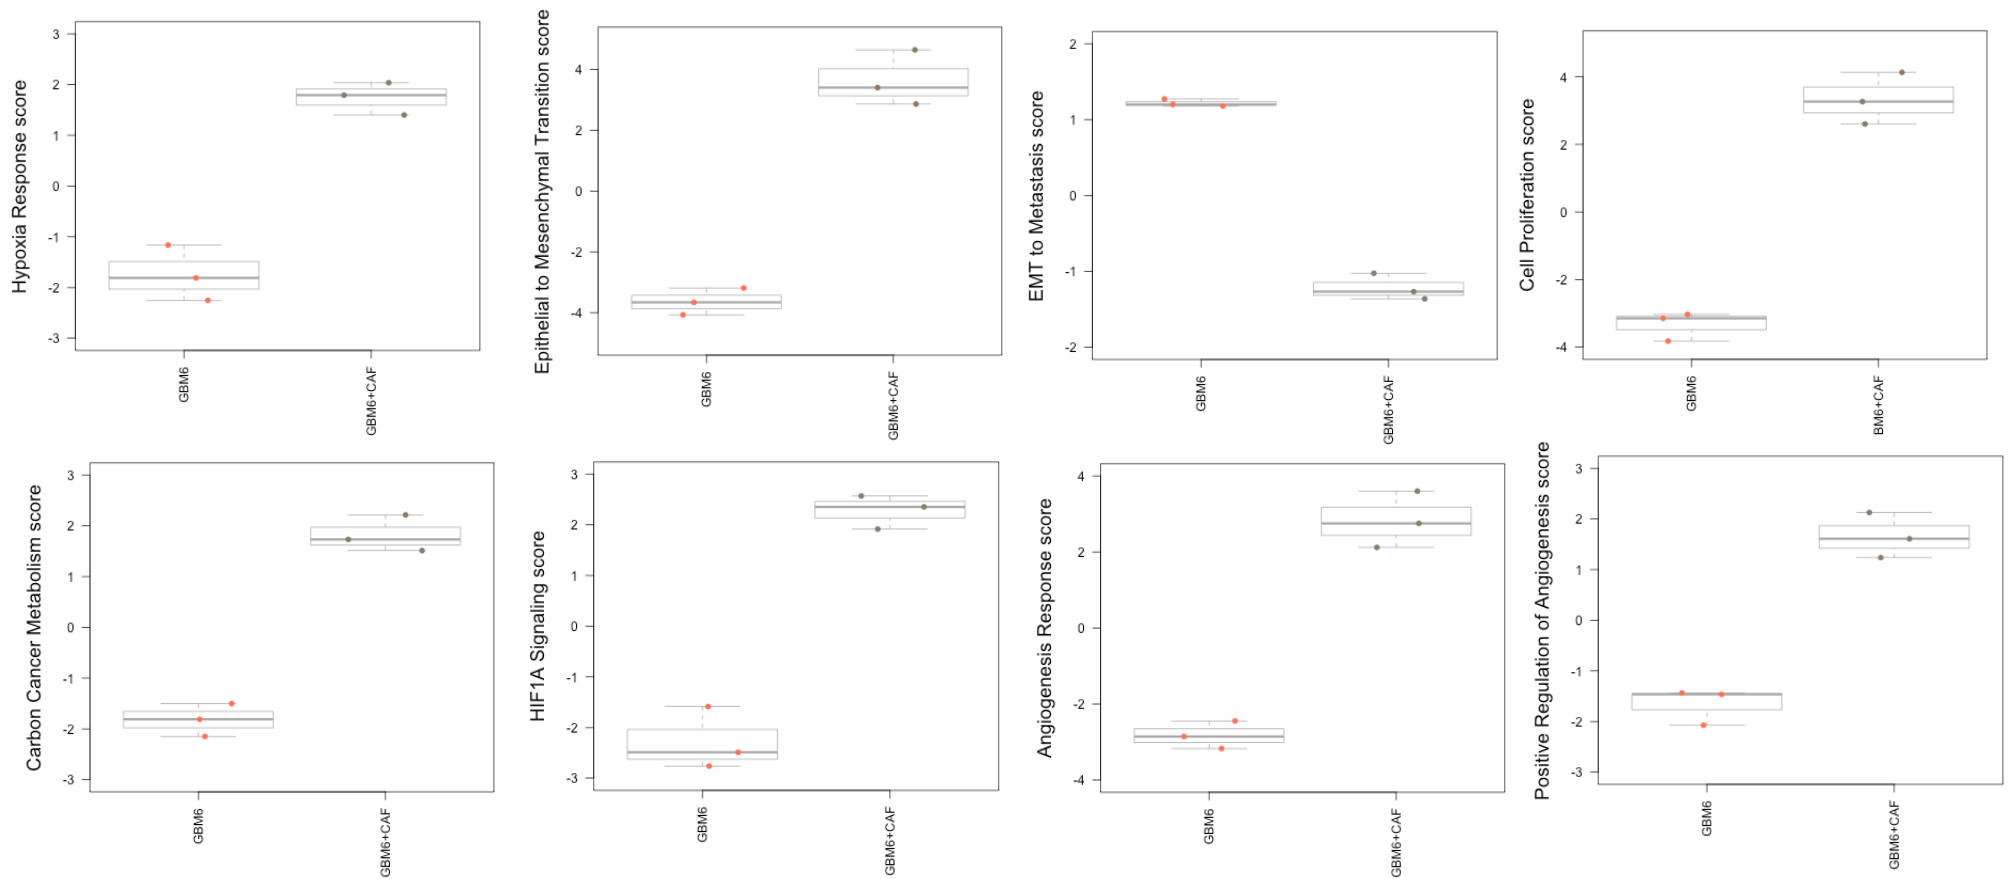 Hypoxia Response score
3
2
1
0
-1
-2
-3
GBM6
GBM6+CAF
Epithelial to Mesenchymal Transition score
4
2
0
-2
-4
GBM6
GBM6+CAF
EMT to Metastasis score
2
1
0
-1
-2
GBM6
GBM6+CAF
Cell Proliferation score
4
2
0
-2
-4
GBM6
BM6+CAF
Carbon Cancer Metabolism score
3
2
1
0
-1
-2
-3
GBM6
GBM6+CAF
HIF1A Signaling score
3
2
1
0
-1
-2
-3
GBM6
GBM6+CAF
Angiogenesis Response score
4
2
0
-2
-4
GBM6
GBM6+CAF
Positive Regulation of Angiogenesis score
3
2
1
0
-1
-2
-3
GBM6
GBM6+CAF